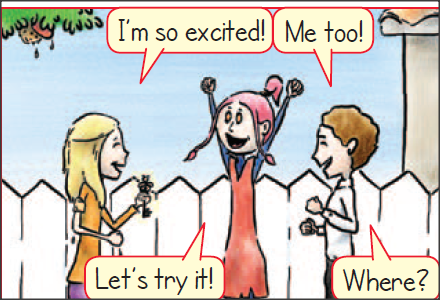 I'm so excited!
Me too!
Let's try it!
Where?